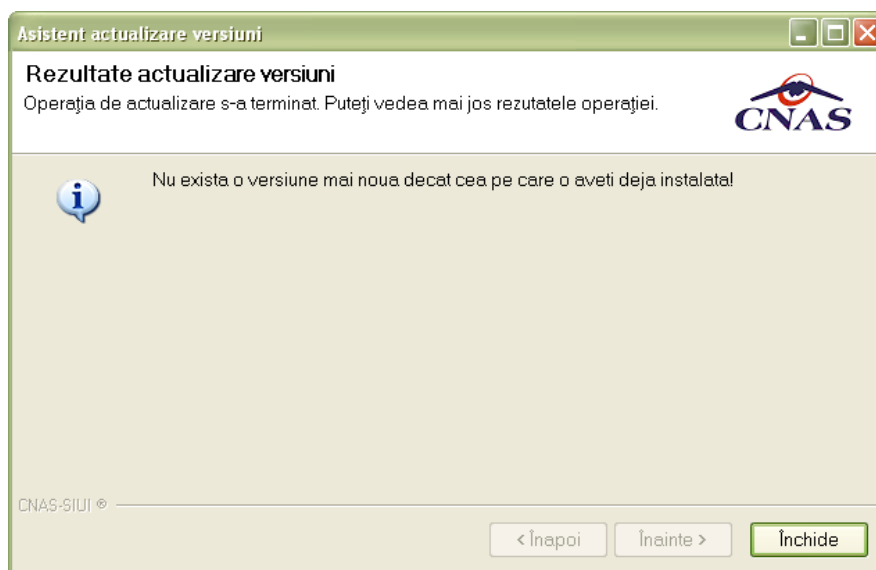 Asistent actualizare versiuni
Rezultate actualizare versiuni
Operaţia de actualizare s-a terminat. Puteţi vedea mai jos rezutatele operaţiei.
CNAS
Nu exista o versiune mai noua decat cea pe care o aveti deja instalata!
CNAS-SIUI ®
< Înapoi
Înainte >
Închide